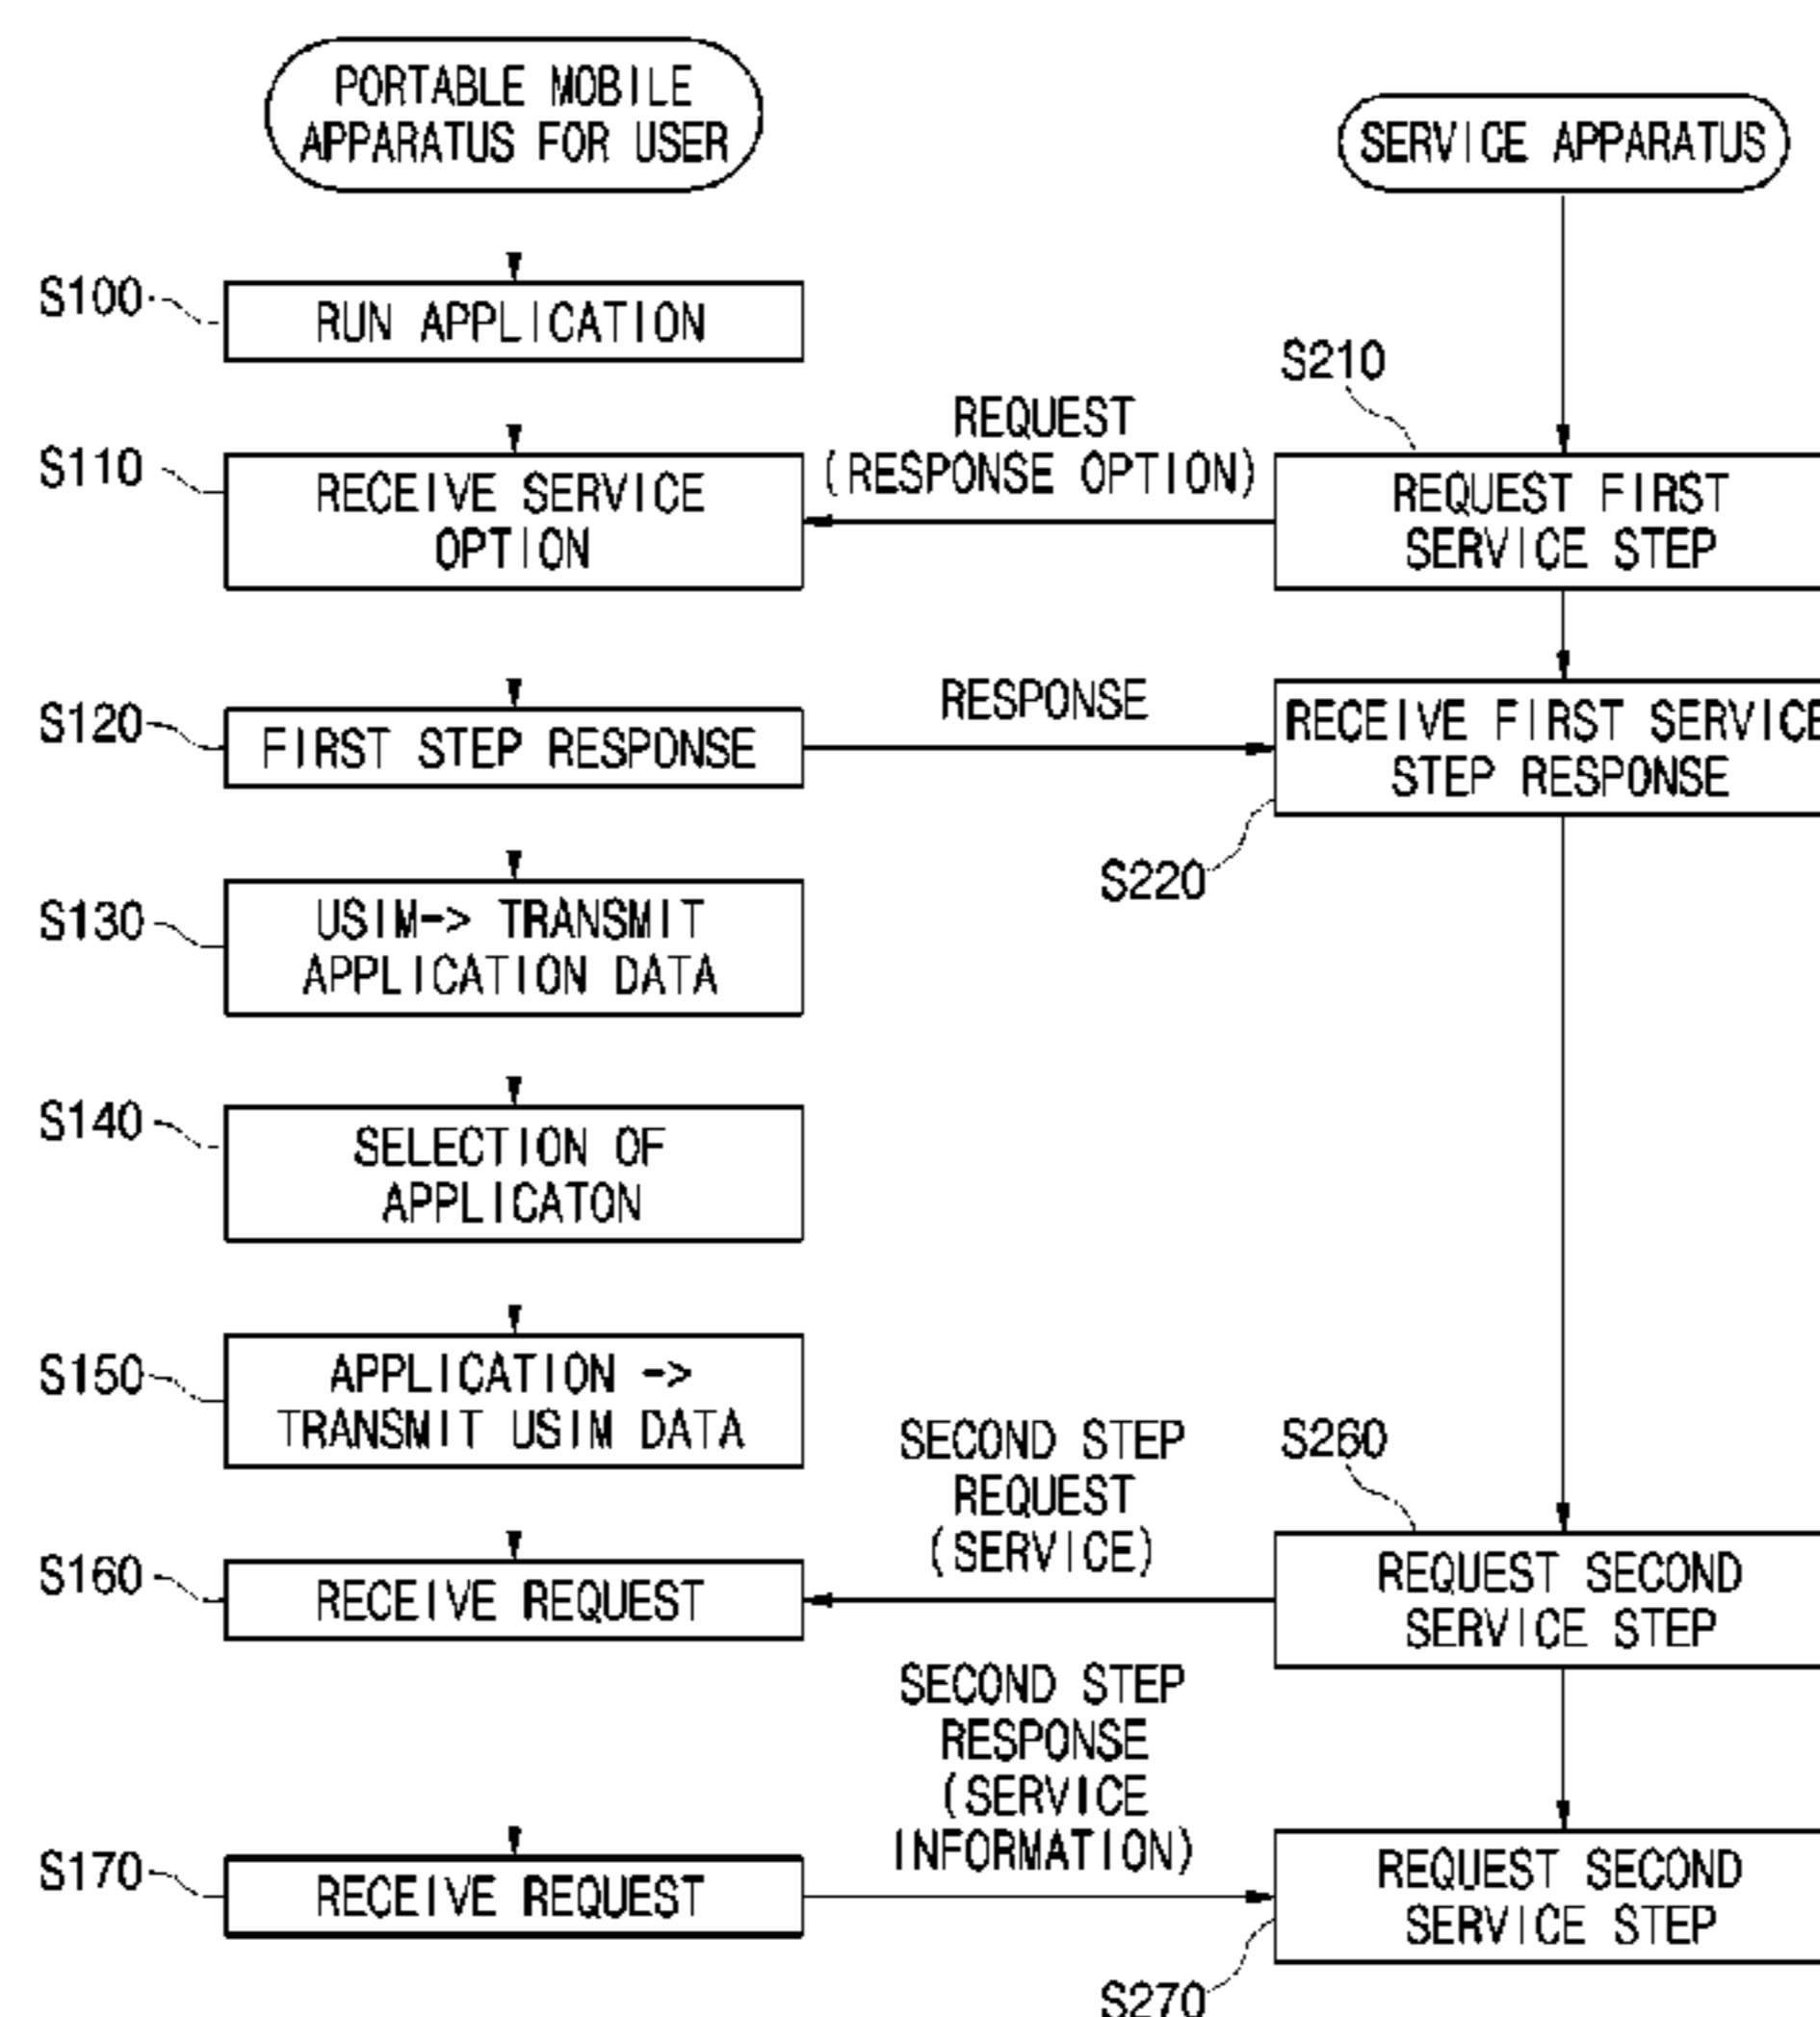 PORTABLE MOBILE
APPARATUS FOR USER
SERVICE APPARATUS
S100
RUN APPLICATION
S210
S110
RECEIVE SERVICE
OPTION
REQUEST
(RESPONSE OPTION)
REQUEST FIRST
SERVICE STEP
S120
FIRST STEP RESPONSE
RESPONSE
RECEIVE FIRST SERVICE
STEP RESPONSE
S220
S130
USIM-> TRANSMIT
APPLICATION DATA
S140
SELECTION OF
APPLICATON
S150
APPLICATION ->
TRANSMIT USIM DATA
SECOND STEP
REQUEST
(SERVICE)
S260
S160
RECEIVE REQUEST
REQUEST SECOND
SERVICE STEP
SECOND STEP
RESPONSE
(SERVICE
INFORMATION)
S170
RECEIVE REQUEST
REQUEST SECOND
SERVICE STEP
S270